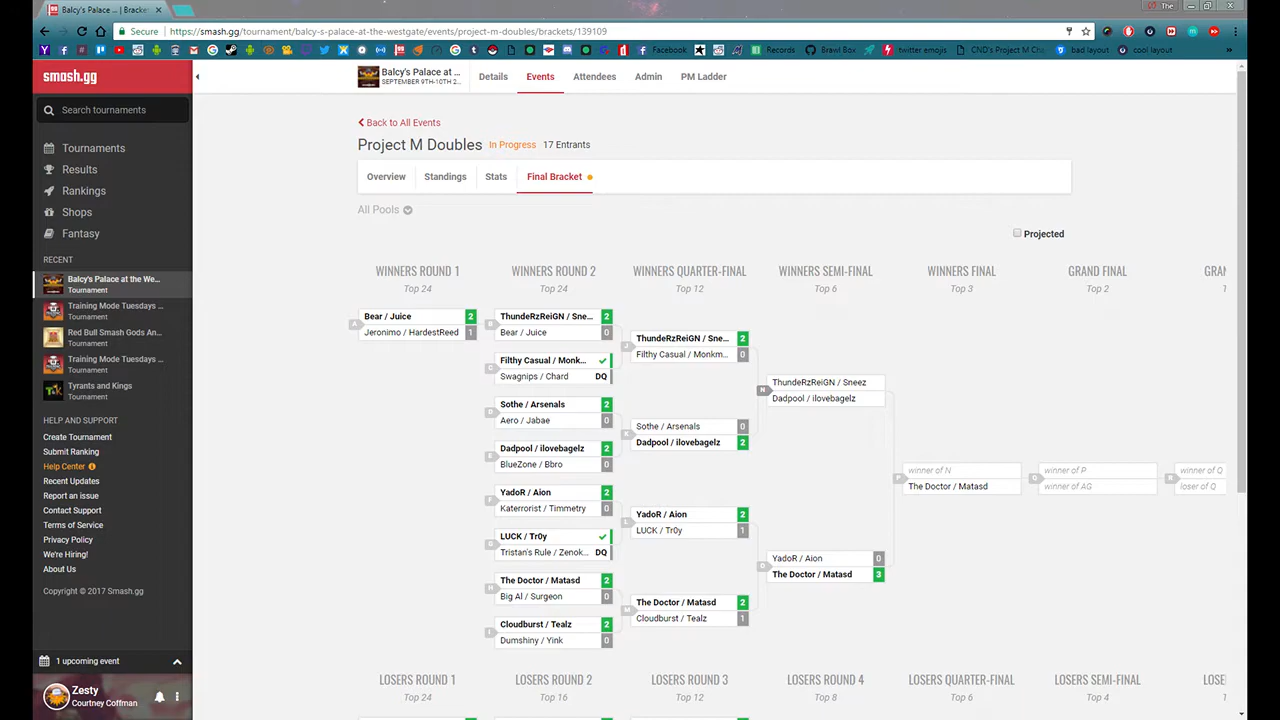 Balcy's Palace ... | Bracke
The
Secure
https://smash.gg/tournament/balcy-s-palace-at-the-westgate/events/project-m-doubles/brackets/139109
Facebook
Records
Brawl Box
twitter emojis
CND's Project M Cha
bad layout
cool layout
smash.gg
Search tournaments
Tournaments
Results
Rankings
Shops
Fantasy
RECENT
Balcy's Palace at the We...
Tournament
Training Mode Tuesdays ...
Tournament
Red Bull Smash Gods An...
Tournament
Training Mode Tuesdays ...
Tournament
Tyrants and Kings
Tournament
HELP AND SUPPORT
Create Tournament
Submit Ranking
Help Center
Recent Updates
Report an issue
Contact Support
Terms of Service
Privacy Policy
We're Hiring!
About Us
Copyright © 2017 Smash.gg
1 upcoming event
Zesty
Courtney Coffman
Balcy's Palace at ...
SEPTEMBER 9TH-10TH 2...
Details Events Attendees Admin PM Ladder
Back to All Events
Project M Doubles In Progress 17 Entrants
Overview Standings Stats Final Bracket
All Pools
Projected
WINNERS ROUND 1
Top 24
A
Bear / Juice 2
Jeronimo / HardestReed 1
WINNERS ROUND 2
Top 24
B
ThundeRzReiGN / Sne... 2
Bear / Juice 0
C
Filthy Casual / Monk... ✓
Swagnips / Chard DQ
D
Sothe / Arsenals 2
Aero / Jabae 0
E
Dadpool / ilovebagelz 2
BlueZone / Bbro 0
F
YadoR / Aion 2
Katerrorist / Timmetry 0
G
LUCK / Tr0y ✓
Tristan's Rule / Zenok... DQ
H
The Doctor / Matasd 2
Big Al / Surgeon 0
I
Cloudburst / Tealz 2
Dumshiny / Yink 0
WINNERS QUARTER-FINAL
Top 12
J
ThundeRzReiGN / Sne... 2
Filthy Casual / Monkm... 0
K
Sothe / Arsenals 0
Dadpool / ilovebagelz 2
L
YadoR / Aion 2
LUCK / Tr0y 1
M
The Doctor / Matasd 2
Cloudburst / Tealz 1
WINNERS SEMI-FINAL
Top 6
N
ThundeRzReiGN / Sneez
Dadpool / ilovebagelz
O
YadoR / Aion 0
The Doctor / Matasd 3
WINNERS FINAL
Top 3
P
winner of N
The Doctor / Matasd
GRAND FINAL
Top 2
Q
winner of P
winner of AG
GRAN
1
R
winner of Q
loser of Q
LOSERS ROUND 1
Top 24
LOSERS ROUND 2
Top 16
LOSERS ROUND 3
Top 12
LOSERS ROUND 4
Top 8
LOSERS QUARTER-FINAL
Top 6
LOSERS SEMI-FINAL
Top 4
LOSE
T